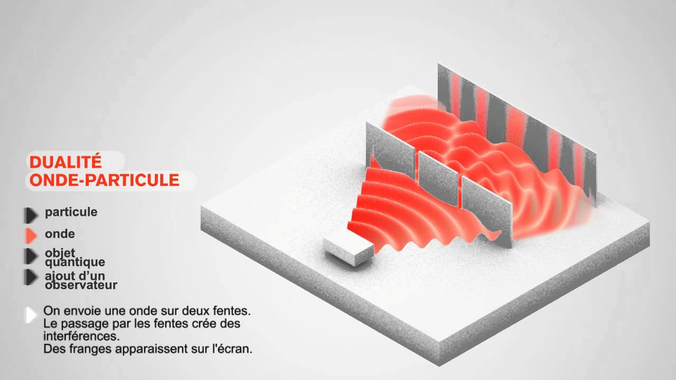 DUALITÉ
ONDE-PARTICULE
particule
onde
objet
quantique
ajout d'un
observateur
On envoie une onde sur deux fentes.
Le passage par les fentes crée des
interférences.
Des franges apparaissent sur l'écran.